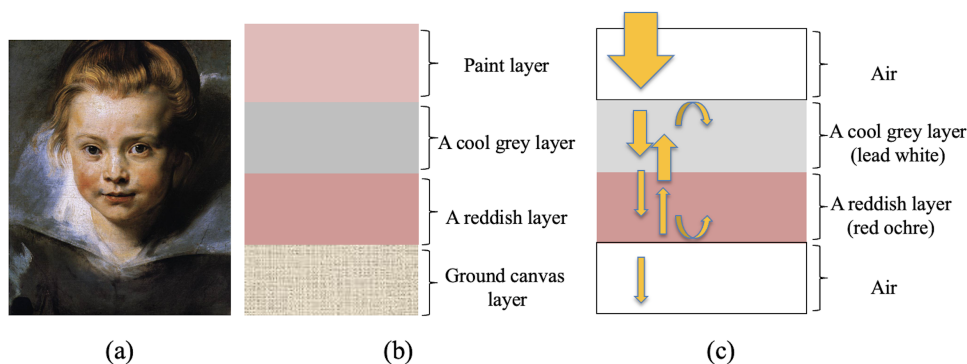 Paint layer
A cool grey layer
A reddish layer
Ground canvas
layer
Air
A cool grey layer
(lead white)
A reddish layer
(red ochre)
Air
(a)
(b)
(c)